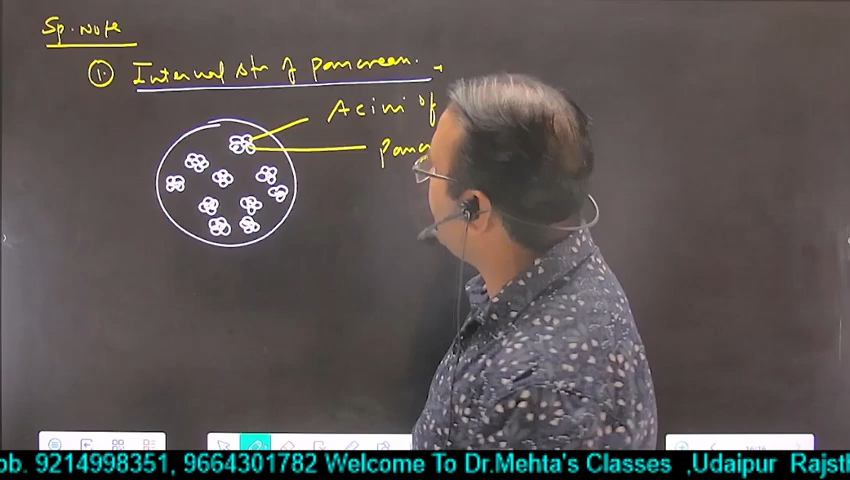 Sp. Note
① Internal str of pancreas.
Acini of
panc
ob. 9214998351, 9664301782 Welcome To Dr.Mehta's Classes ,Udaipur Rajsth